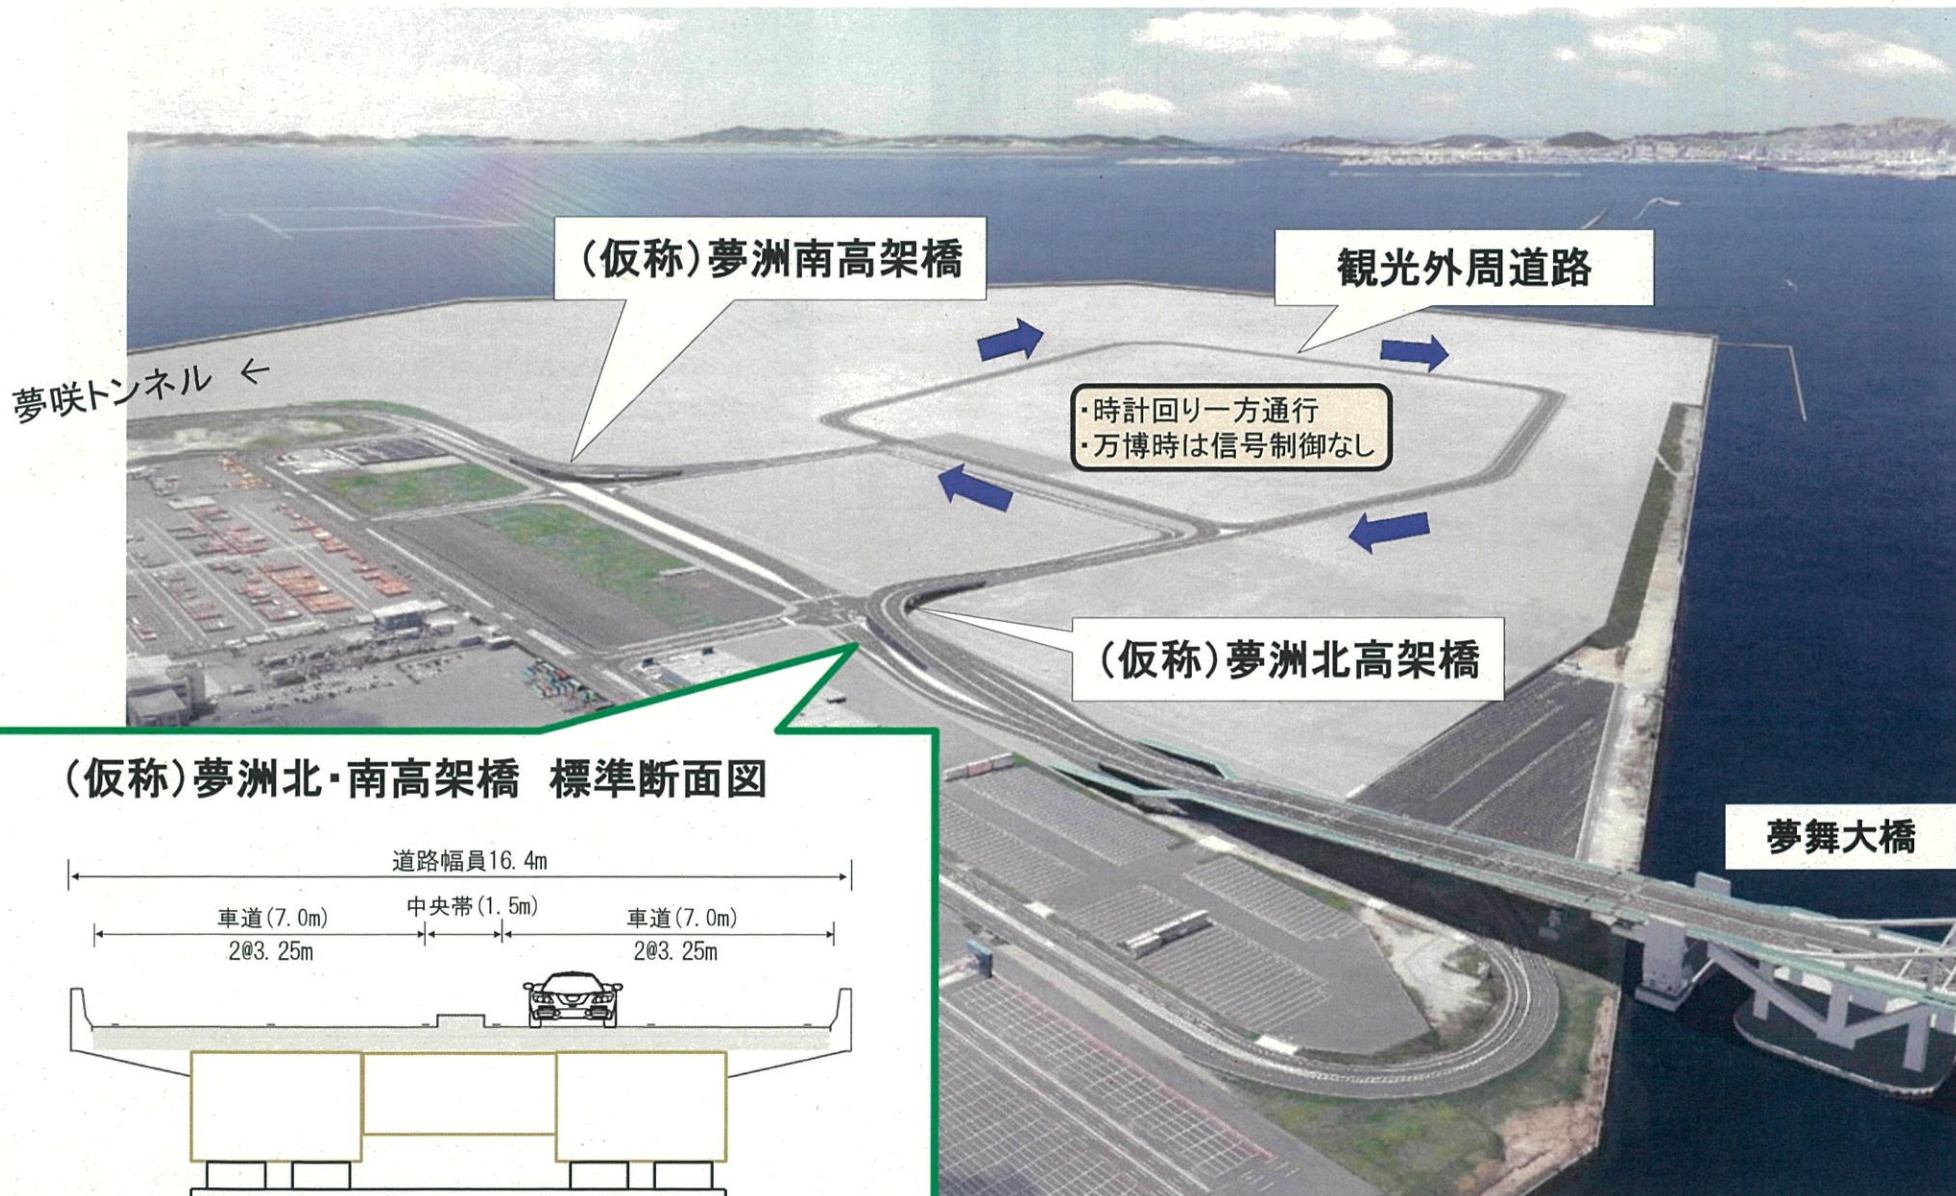 (仮称)夢洲南高架橋
観光外周道路
夢咲トンネル ←
・時計回り一方通行
・万博時は信号制御なし
(仮称)夢洲北高架橋
(仮称)夢洲北・南高架橋 標準断面図
夢舞大橋
道路幅員16.4m
車道(7.0m)
中央帯(1.5m)
車道(7.0m)
2@3.25m
2@3.25m